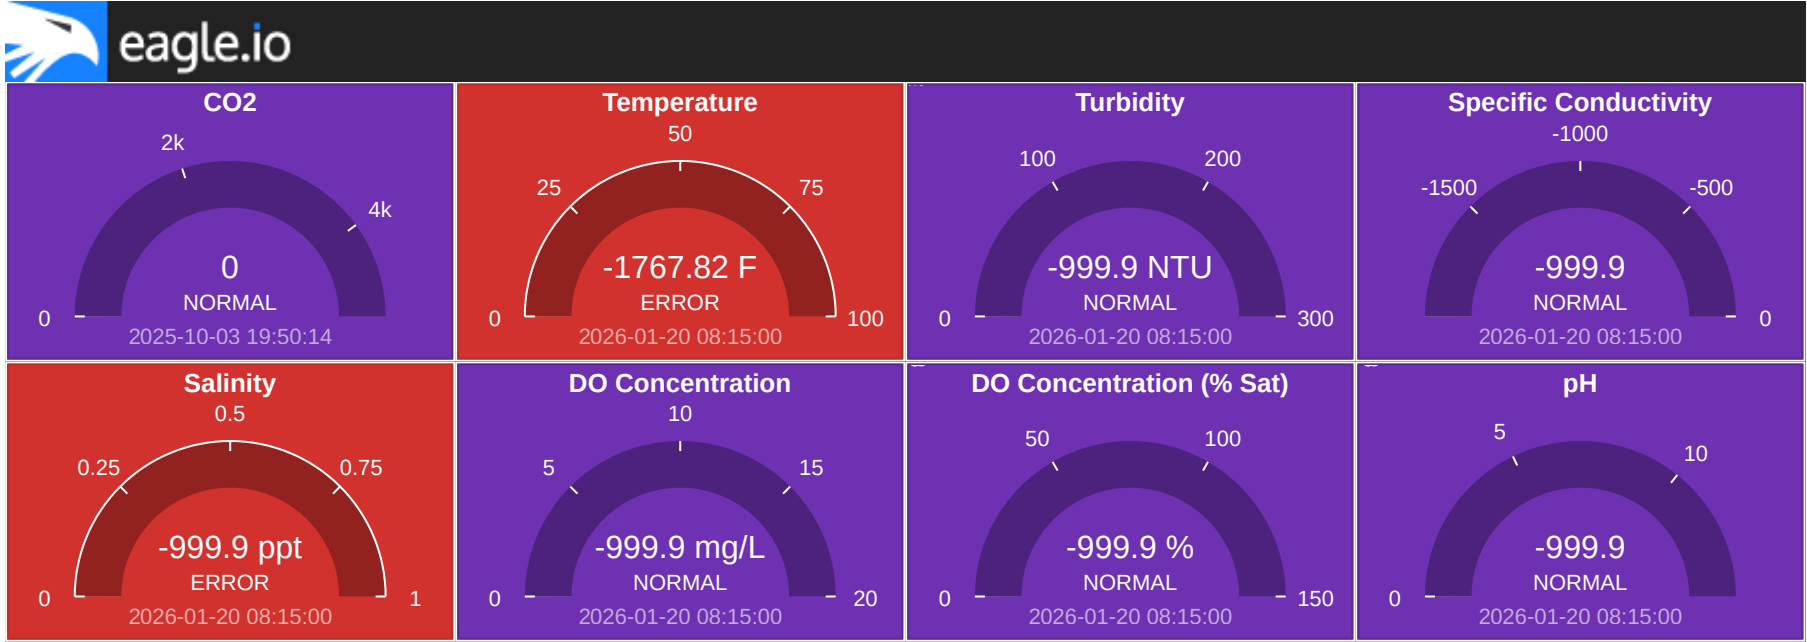 eagle.io
CO2
2k
4k
0
0
NORMAL
2025-10-03 19:50:14
Temperature
50
25
75
-1767.82 F
ERROR
0
100
2026-01-20 08:15:00
Turbidity
100
200
-999.9 NTU
NORMAL
0
300
2026-01-20 08:15:00
Specific Conductivity
-1000
-1500
-500
-999.9
NORMAL
0
2026-01-20 08:15:00
Salinity
0.5
0.25
0.75
-999.9 ppt
ERROR
0
1
2026-01-20 08:15:00
DO Concentration
10
5
15
-999.9 mg/L
NORMAL
0
20
2026-01-20 08:15:00
DO Concentration (% Sat)
50
100
-999.9 %
NORMAL
0
150
2026-01-20 08:15:00
pH
5
10
-999.9
NORMAL
0
2026-01-20 08:15:00